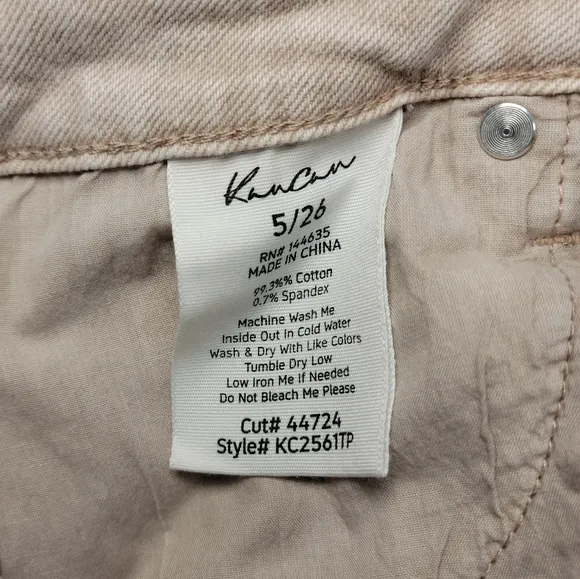 KanCan
5/26
RN# 144635
MADE IN CHINA
99.3%% Cotton
0.7% Spandex
Machine Wash Me
Inside Out In Cold Water
Wash & Dry With Like Colors
Tumble Dry Low
Low Iron Me If Needed
Do Not Bleach Me Please
Cut# 44724
Style# KC2561TP